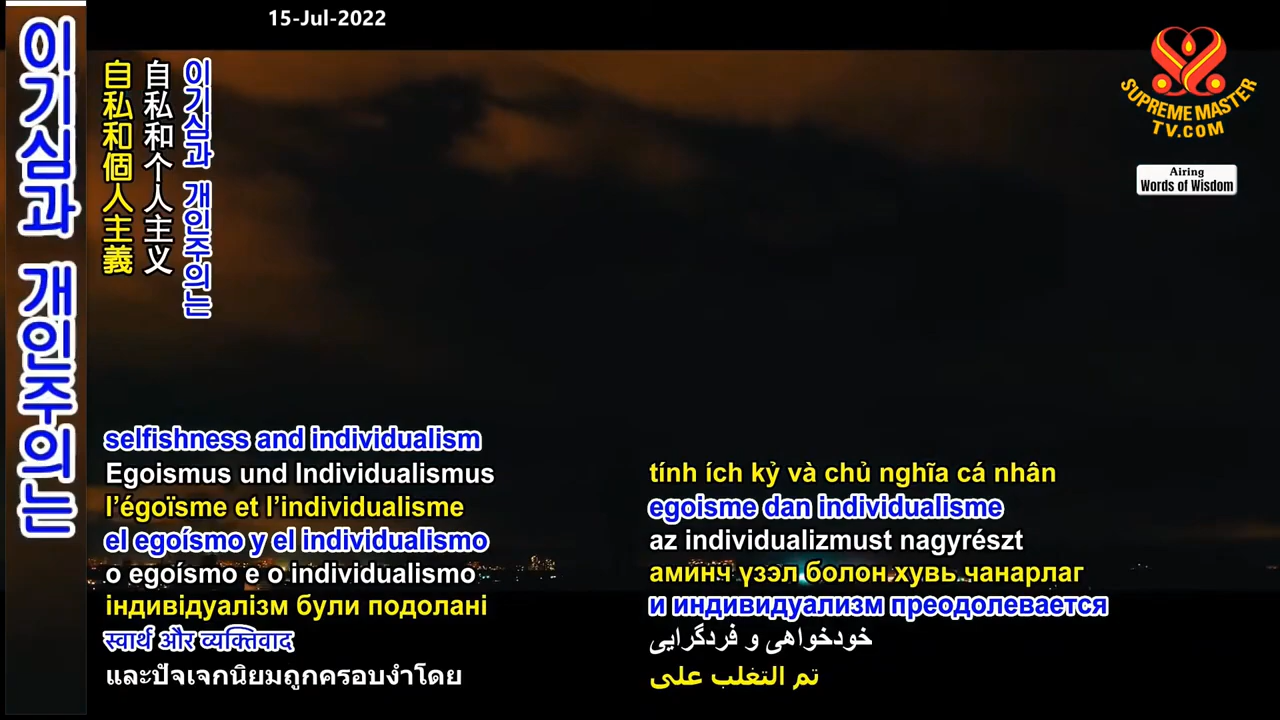 15-Jul-2022
SUPREME MASTER
TV.COM
Airing
Words of Wisdom
이기심과 개인주의는
自私和個人主義
自私和个人主义
이기심과 개인주의는
selfishness and individualism
Egoismus und Individualismus
l’égoïsme et l’individualisme
el egoísmo y el individualismo
o egoísmo e o individualismo
індивідуалізм були подолані
स्वार्थ और व्यक्तिवाद
และปัจเจกนิยมถูกครอบงำโดย
tính ích kỷ và chủ nghĩa cá nhân
egoisme dan individualisme
az individualizmust nagyrészt
аминч үзэл болон хувь чанарлаг
и индивидуализм преодолевается
خودخواهی و فردگرایی
تم التغلب على